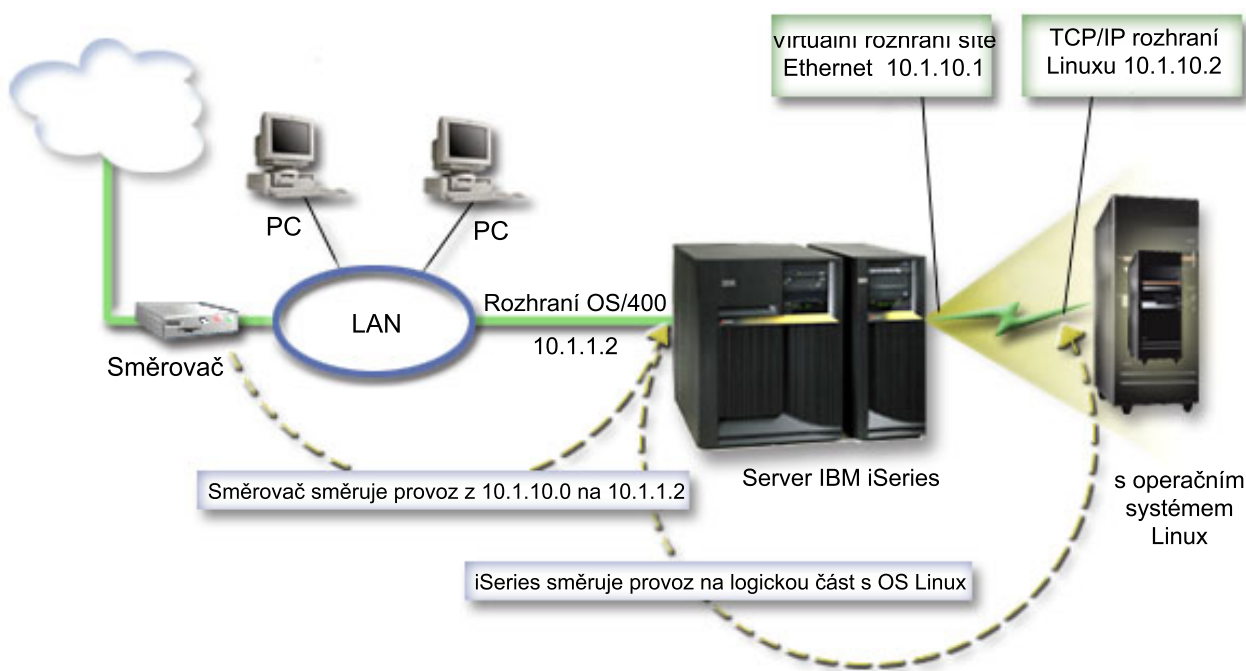 Virtuální rozhraní sítě
Ethernet 10.1.10.1
TCP/IP rozhraní
Linuxu 10.1.10.2
PC
PC
LAN
Rozhraní OS/400
10.1.1.2
Směrovač
Server IBM iSeries
Směrovač směruje provoz z 10.1.10.0 na 10.1.1.2
s operačním
systémem
Linux
iSeries směruje provoz na logickou část s OS Linux